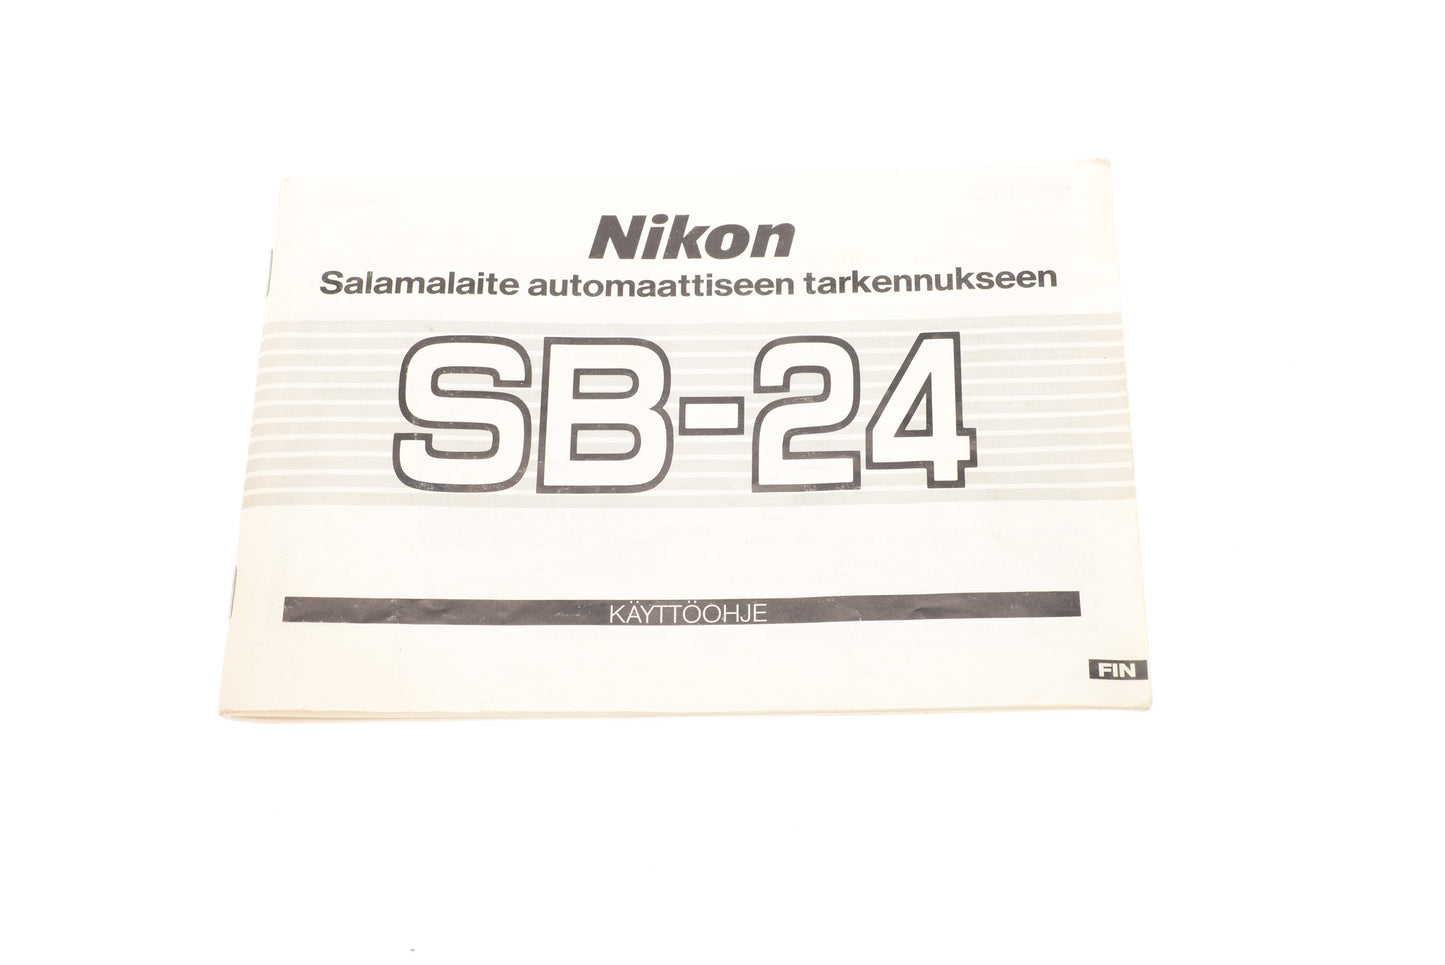 Nikon
Salamalaite automaattiseen tarkennukseen
SB-24
KÄYTTÖOHJE
FIN